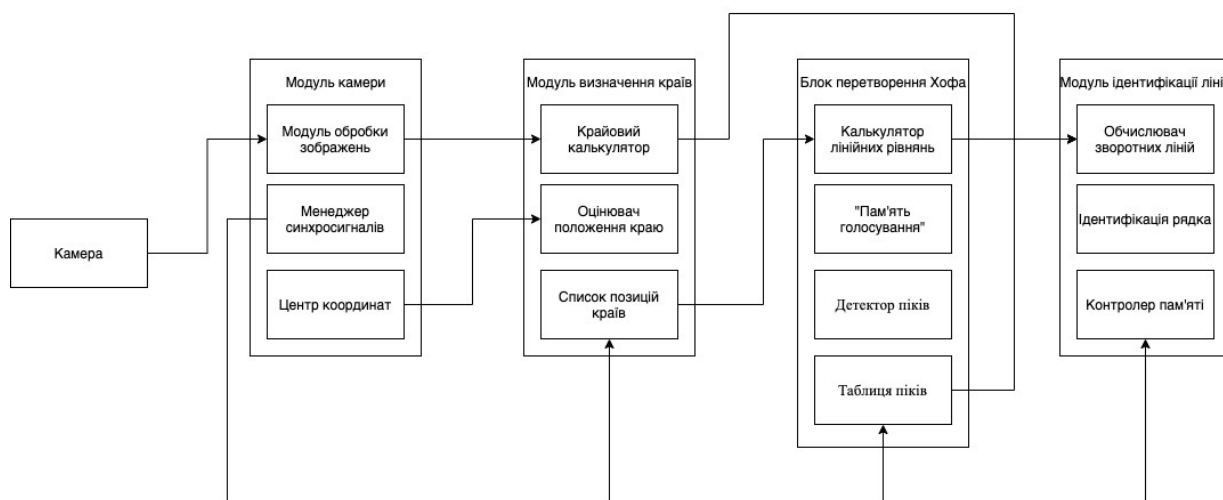 Камера
Модуль камери
Модуль обробки
зображень
Менеджер
синхросигналів
Центр координат
Модуль визначення країв
Крайовий
калькулятор
Оцінювач
положення краю
Список позицій
країв
Блок перетворення Хофа
Калькулятор
лінійних рівнянь
"Пам'ять
голосування"
Детектор піків
Таблиця піків
Модуль ідентифікації ліні
Обчислювач
зворотних ліній
Ідентифікація рядка
Контролер пам'яті